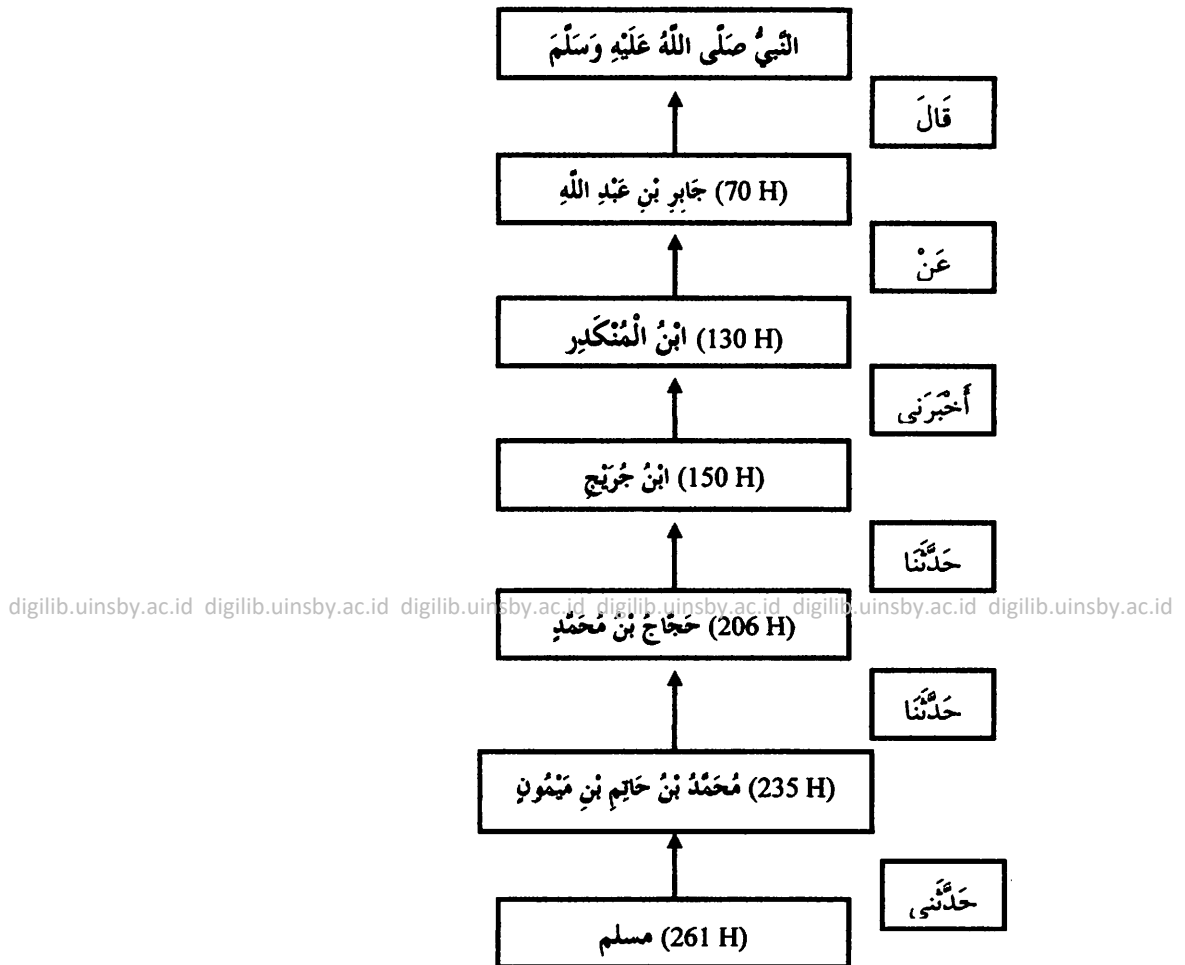 النَّبِيُّ صَلَّى اللَّهُ عَلَيْهِ وَسَلَّمَ
قَالَ
جَابِرِ بْنِ عَبْدِ اللَّهِ (70 H)
عَنْ
ابْنُ الْمُنْكَدِرِ (130 H)
أَخْبَرَنِي
ابْنُ جُرَيْجٍ (150 H)
حَدَّثَنَا
digilib.uinsby.ac.id digilib.uinsby.ac.id digilib.uinsby.ac.id digilib.uinsby.ac.id digilib.uinsby.ac.id digilib.uinsby.ac.id
حَجَّاجُ بْنُ مُحَمَّدٍ (206 H)
حَدَّثَنَا
مُحَمَّدُ بْنُ حَاتِمِ بْنِ مَيْمُونٍ (235 H)
حَدَّثَنِي
مسلم (261 H)